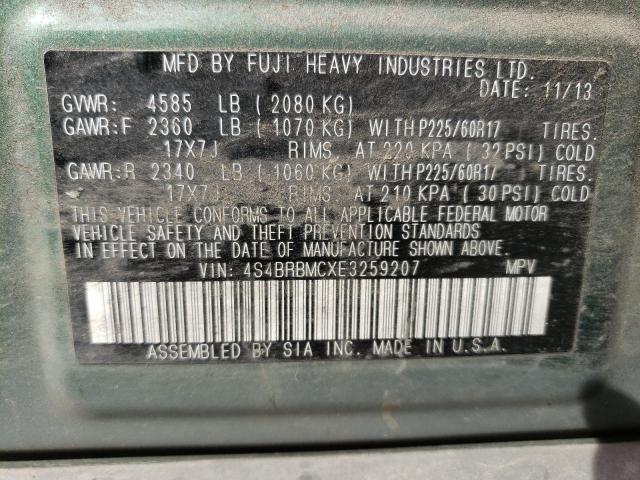 MFD BY FUJI HEAVY INDUSTRIES LTD.
DATE: 11/13
GVWR: 4585 LB ( 2080 KG)
GAWR:F 2360 LB ( 1070 KG) WITH P225/60R17 TIRES.
17X7J RIMS, AT 220 KPA ( 32 PSI) COLD
GAWR:R 2340 LB ( 1060 KG) WITH P225/60R17 TIRES.
17X7J RIMS, AT 210 KPA ( 30 PSI) COLD
THIS VEHICLE CONFORMS TO ALL APPLICABLE FEDERAL MOTOR
VEHICLE SAFETY AND THEFT PREVENTION STANDARDS
IN EFFECT ON THE DATE OF MANUFACTURE SHOWN ABOVE.
VIN: 4S4BRBMCXE3259207 MPV
ASSEMBLED BY SIA INC. MADE IN U.S.A.